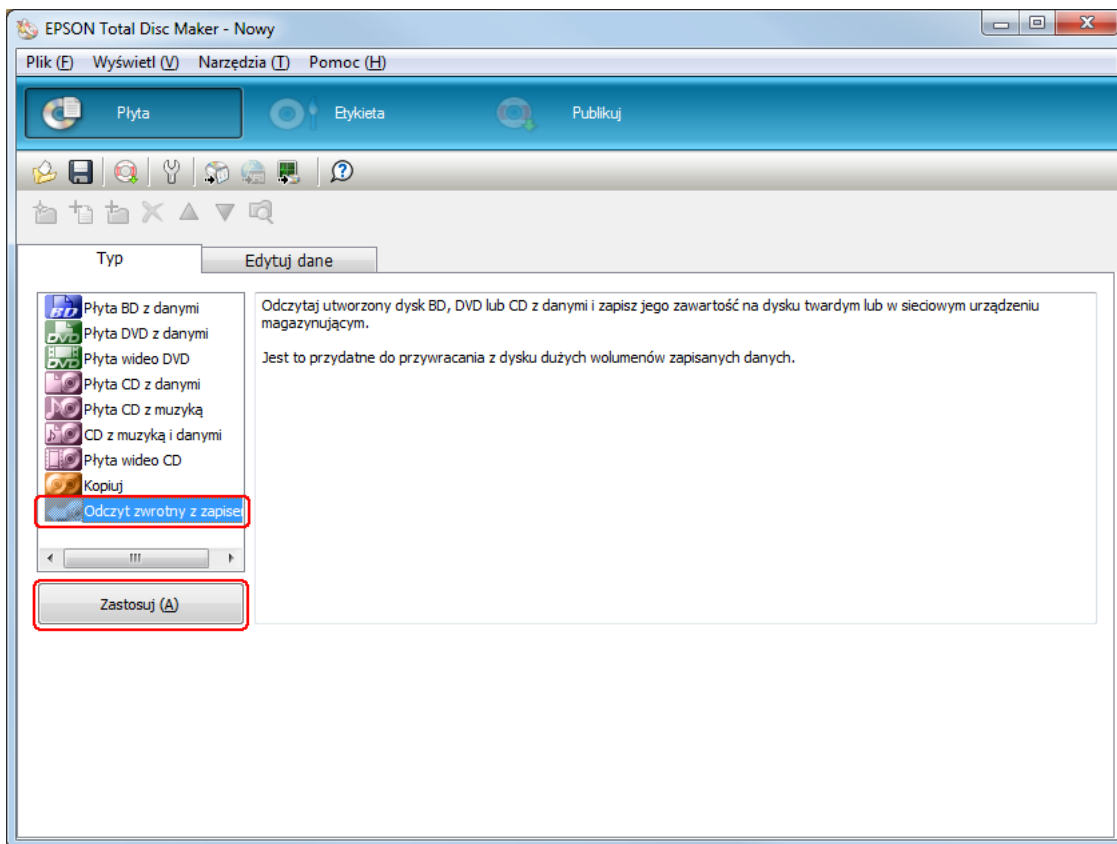 EPSON Total Disc Maker - Nowy
Plik (F) Wyświetl (V) Narzędzia (T) Pomoc (H)
Płyta Etykieta Publikuj
Typ Edytuj dane
BD Płyta BD z danymi
DVD Płyta DVD z danymi
DVD Płyta wideo DVD
Płyta CD z danymi
Płyta CD z muzyką
CD z muzyką i danymi
Płyta wideo CD
Kopiuj
Odczyt zwrotny z zapise
Zastosuj (A)
Odczytaj utworzony dysk BD, DVD lub CD z danymi i zapisz jego zawartość na dysku twardym lub w sieciowym urządzeniu
magazynującym.
Jest to przydatne do przywracania z dysku dużych wolumenów zapisanych danych.